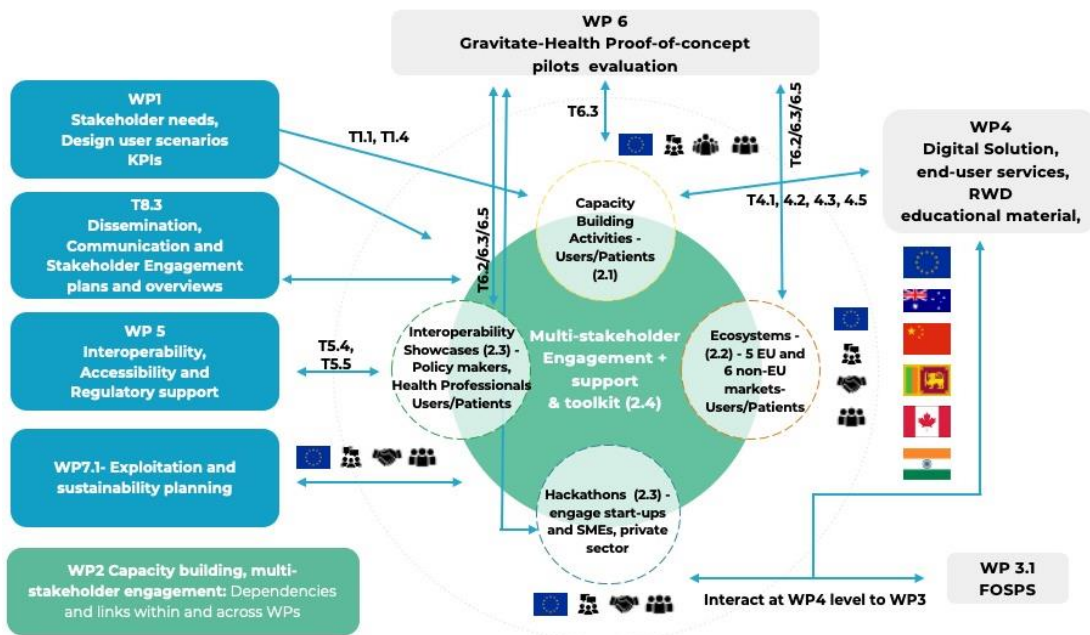 WP 6
Gravitate-Health Proof-of-concept
pilots evaluation
WP1
Stakeholder needs,
Design user scenarios
KPIs
T1.1, T1.4
T6.3
T6.2/6.3/6.5
T6.2/6.3/6.5
WP4
Digital Solution,
end-user services,
RWD
educational material,
T4.1, 4.2, 4.3, 4.5
T8.3
Dissemination,
Communication and
Stakeholder Engagement
plans and overviews
Capacity
Building
Activities -
Users/Patients
(2.1)
WP 5
Interoperability,
Accessibility and
Regulatory support
T5.4,
T5.5
Interoperability
Showcases (2.3) -
Policy makers,
Health Professionals
Users/Patients
Multi-stakeholder
Engagement +
support
& toolkit (2.4)
Ecosystems -
(2.2) - 5 EU and
6 non-EU
markets-
Users/Patients
WP7.1- Exploitation and
sustainability planning
Hackathons (2.3) -
engage start-ups
and SMEs, private
sector
WP2 Capacity building, multi-
stakeholder engagement: Dependencies
and links within and across WPs
Interact at WP4 level to WP3
WP 3.1
FOSPS